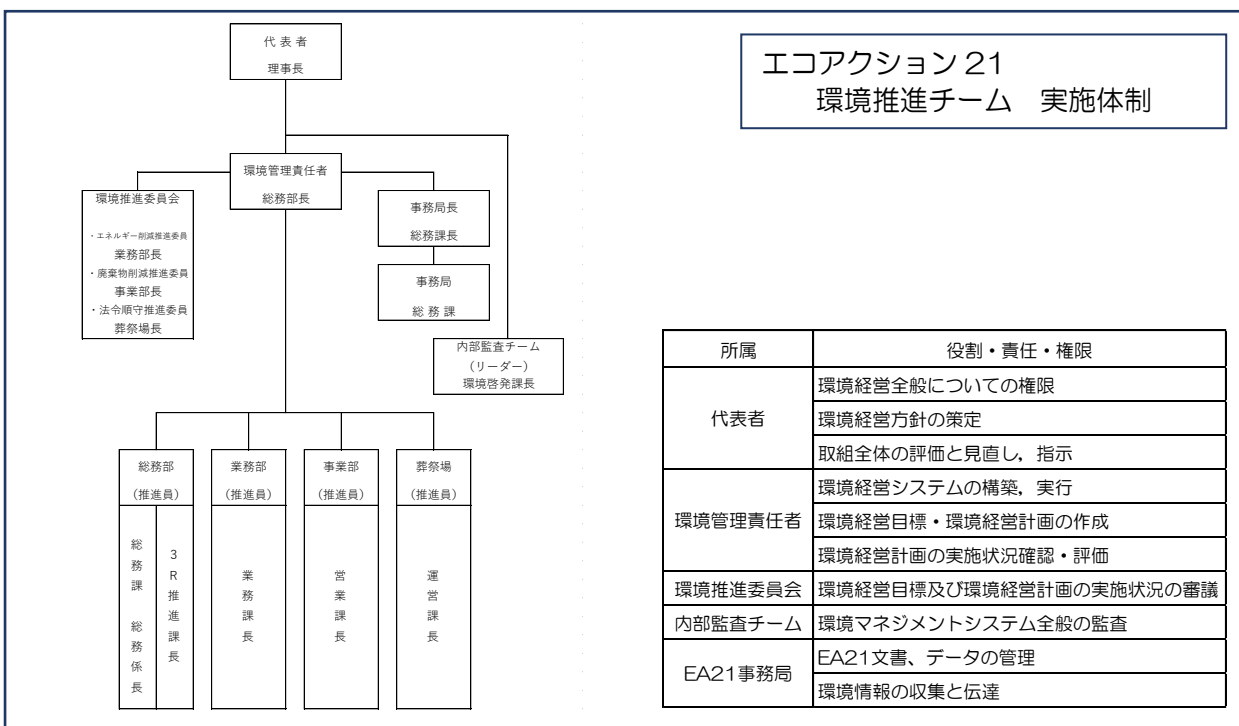 エコアクション 21
環境推進チーム 実施体制
代 表 者
理事長
環境管理責任者
総務部長
環境推進委員会
・エネルギー削減推進委員
業務部長
・廃棄物削減推進委員
事業部長
・法令順守推進委員
葬祭場長
事務局長
総務課長
事務局
総 務 課
内部監査チーム
(リーダー)
環境啓発課長
総務部
(推進員)
総務課 総務係長
3R推進課長
業務部
(推進員)
業務課長
事業部
(推進員)
営業課長
葬祭場
(推進員)
運営課長
所属 役割・責任・権限
代表者
環境経営全般についての権限
環境経営方針の策定
取組全体の評価と見直し，指示
環境管理責任者
環境経営システムの構築，実行
環境経営目標・環境経営計画の作成
環境経営計画の実施状況確認・評価
環境推進委員会 環境経営目標及び環境経営計画の実施状況の審議
内部監査チーム 環境マネジメントシステム全般の監査
EA21事務局
EA21文書、データの管理
環境情報の収集と伝達